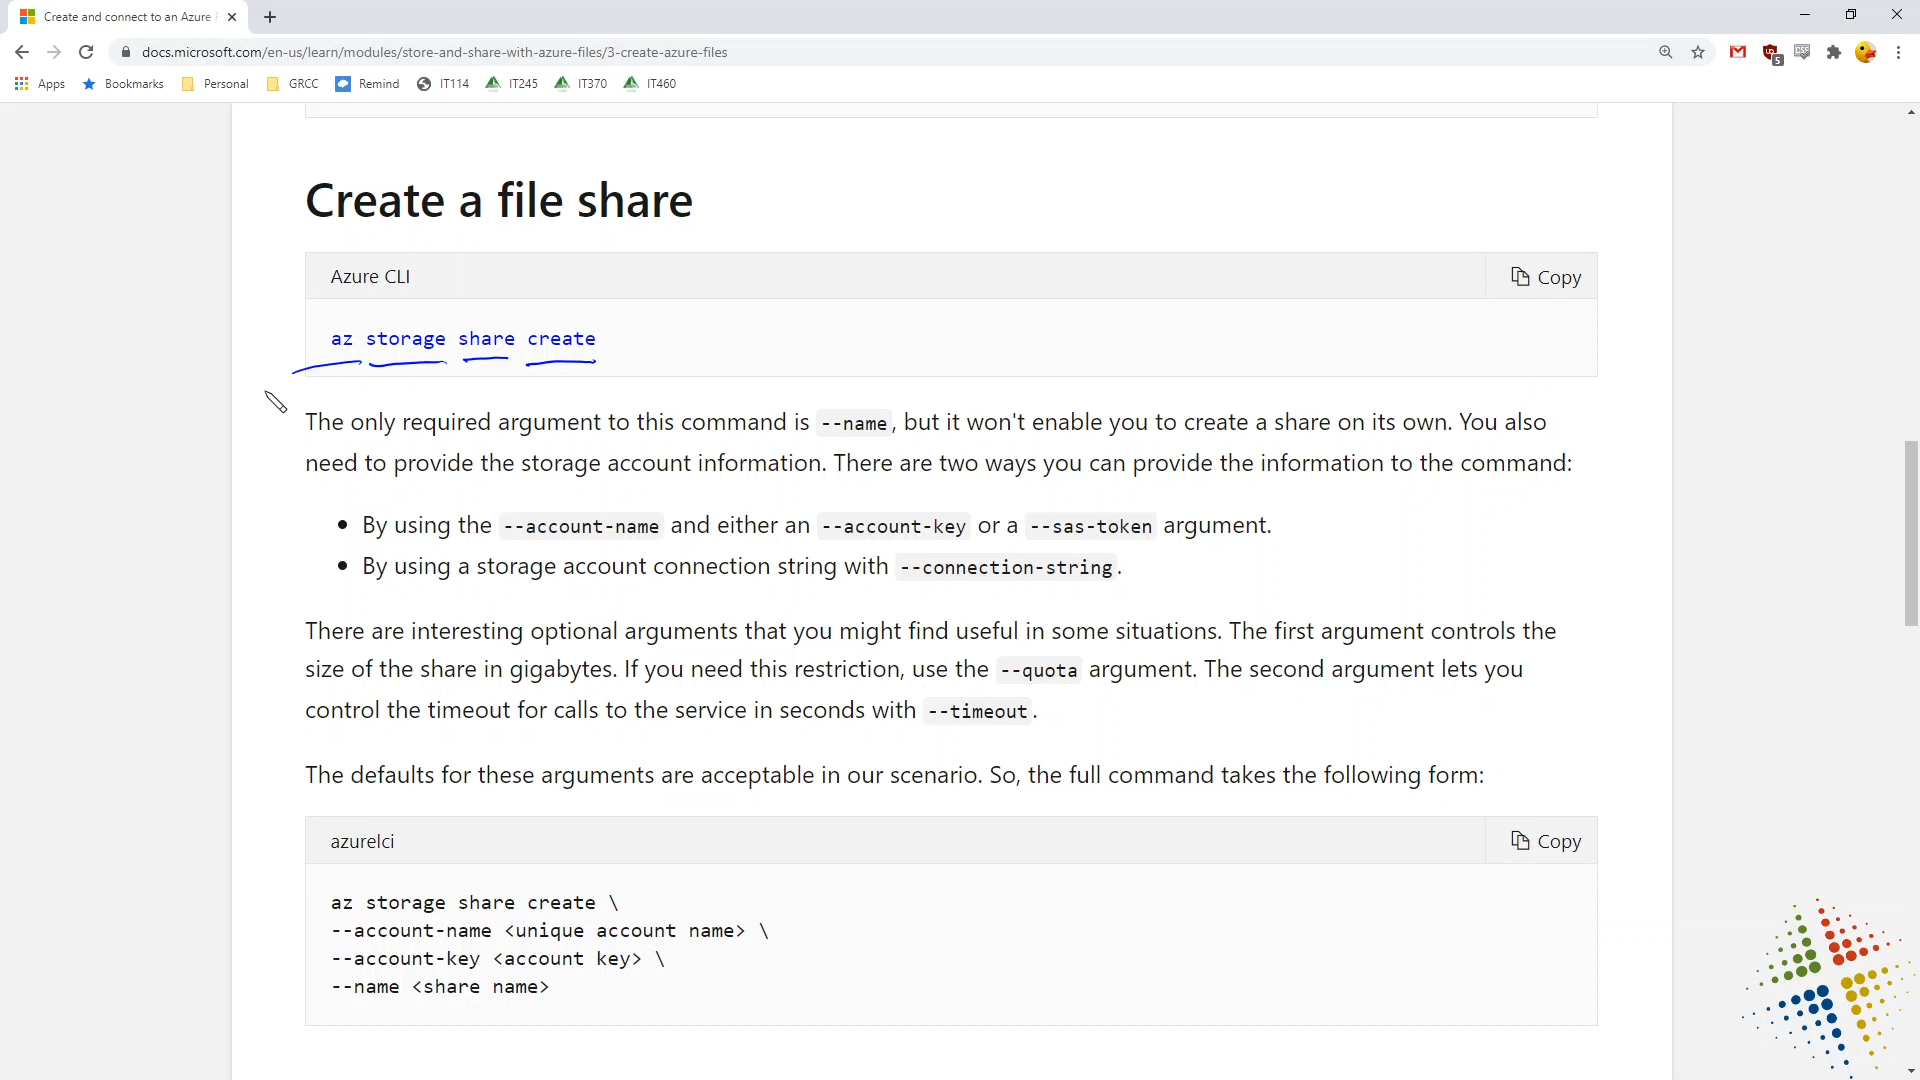 Create and connect to an Azure F
docs.microsoft.com/en-us/learn/modules/store-and-share-with-azure-files/3-create-azure-files
5
CSS
Apps
Bookmarks
Personal
GRCC
Remind
IT114
IT245
IT370
IT460
Create a file share
Azure CLI
Copy
az storage share create
The only required argument to this command is --name, but it won't enable you to create a share on its own. You also
need to provide the storage account information. There are two ways you can provide the information to the command:
• By using the --account-name and either an --account-key or a --sas-token argument.
• By using a storage account connection string with --connection-string.
There are interesting optional arguments that you might find useful in some situations. The first argument controls the
size of the share in gigabytes. If you need this restriction, use the --quota argument. The second argument lets you
control the timeout for calls to the service in seconds with --timeout.
The defaults for these arguments are acceptable in our scenario. So, the full command takes the following form:
azurelci
Copy
az storage share create \
--account-name <unique account name> \
--account-key <account key> \
--name <share name>